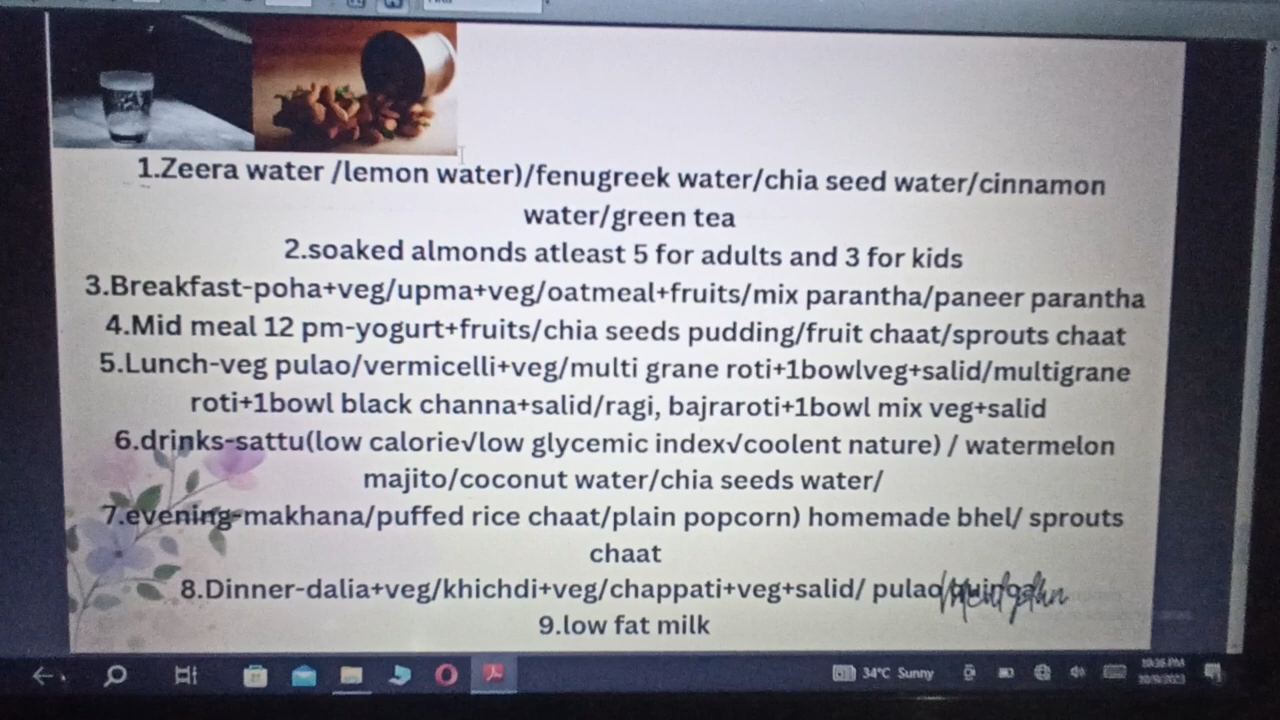 1.Zeera water /lemon water)/fenugreek water/chia seed water/cinnamon
water/green tea
2.soaked almonds atleast 5 for adults and 3 for kids
3.Breakfast-poha+veg/upma+veg/oatmeal+fruits/mix parantha/paneer parantha
4.Mid meal 12 pm-yogurt+fruits/chia seeds pudding/fruit chaat/sprouts chaat
5.Lunch-veg pulao/vermicelli+veg/multi grane roti+1bowlveg+salid/multigrane
roti+1bowl black channa+salid/ragi, bajraroti+1bowl mix veg+salid
6.drinks-sattu(low calorie√low glycemic index√coolent nature) / watermelon
majito/coconut water/chia seeds water/
7.evening-makhana/puffed rice chaat/plain popcorn) homemade bhel/ sprouts
chaat
8.Dinner-dalia+veg/khichdi+veg/chappati+veg+salid/ pulao/
9.low fat milk
34°C Sunny
10:36 PM